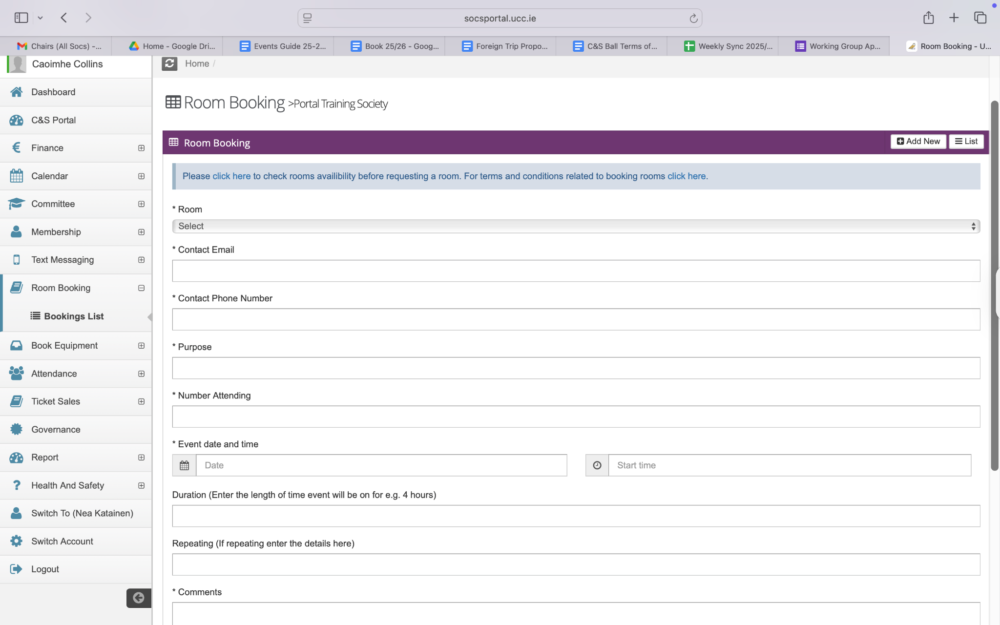 socsportal.ucc.ie
Chairs (All Socs) -...
Home - Google Dri...
Events Guide 25-2...
Book 25/26 - Goog...
Foreign Trip Propo...
C&S Ball Terms of...
Weekly Sync 2025/...
Working Group Ap...
Room Booking - U...
Caoimhe Collins
Dashboard
C&S Portal
Finance
Calendar
Committee
Membership
Text Messaging
Room Booking
Bookings List
Book Equipment
Attendance
Ticket Sales
Governance
Report
Health And Safety
Switch To (Nea Katainen)
Switch Account
Logout
Home /
Room Booking >Portal Training Society
Room Booking
Add New
List
Please click here to check rooms availibility before requesting a room. For terms and conditions related to booking rooms click here.
* Room
Select
* Contact Email
* Contact Phone Number
* Purpose
* Number Attending
* Event date and time
Date
Start time
Duration (Enter the length of time event will be on for e.g. 4 hours)
Repeating (If repeating enter the details here)
* Comments